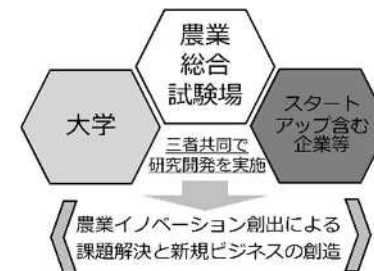 農業
総合
試験場
大学
スタート
アップ含む
企業等
三者共同で
研究開発を実施
農業イノベーション創出による
課題解決と新規ビジネスの創造